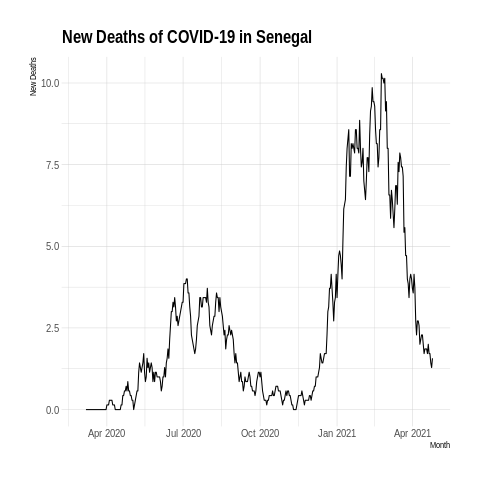 New Deaths of COVID-19 in Senegal
New Deaths
10.0
7.5
5.0
2.5
0.0
Apr 2020 Jul 2020 Oct 2020 Jan 2021 Apr 2021
Month